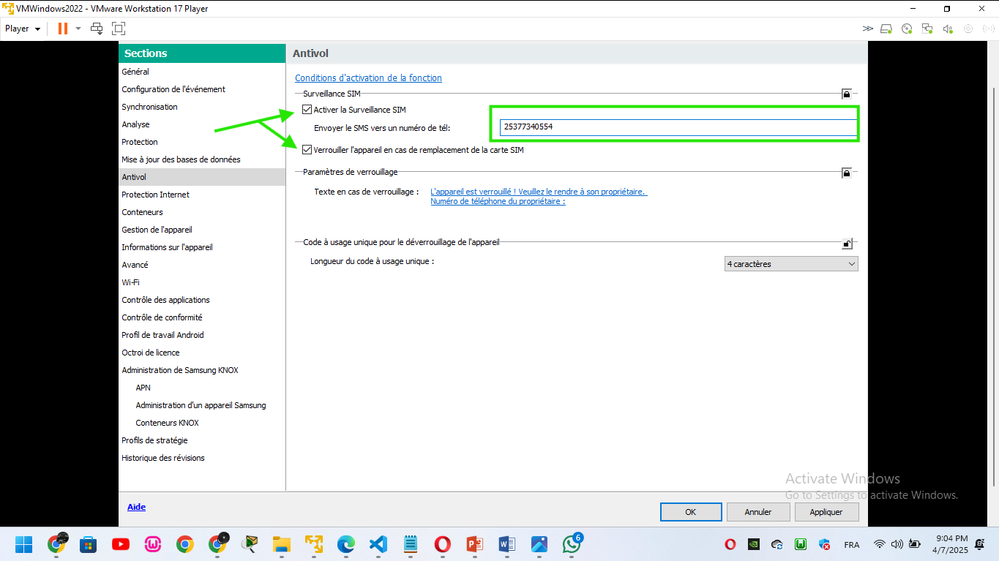 VMWindows2022 - VMware Workstation 17 Player
Player
Sections
Général
Configuration de l'événement
Synchronisation
Analyse
Protection
Mise à jour des bases de données
Antivol
Protection Internet
Conteneurs
Gestion de l'appareil
Informations sur l'appareil
Avancé
Wi-Fi
Contrôle des applications
Contrôle de conformité
Profil de travail Android
Octroi de licence
Administration de Samsung KNOX
APN
Administration d'un appareil Samsung
Conteneurs KNOX
Profils de stratégie
Historique des révisions
Antivol
Conditions d'activation de la fonction
Surveillance SIM
Activer la Surveillance SIM
Envoyer le SMS vers un numéro de tél: 25377340554
Verrouiller l'appareil en cas de remplacement de la carte SIM
Paramètres de verrouillage
Texte en cas de verrouillage : L'appareil est verrouillé ! Veuillez le rendre à son propriétaire.
Numéro de téléphone du propriétaire :
Code à usage unique pour le déverrouillage de l'appareil
Longueur du code à usage unique : 4 caractères
Activate Windows
Go to Settings to activate Windows.
Aide
OK Annuler Appliquer
6
FRA
9:04 PM
4/7/2025